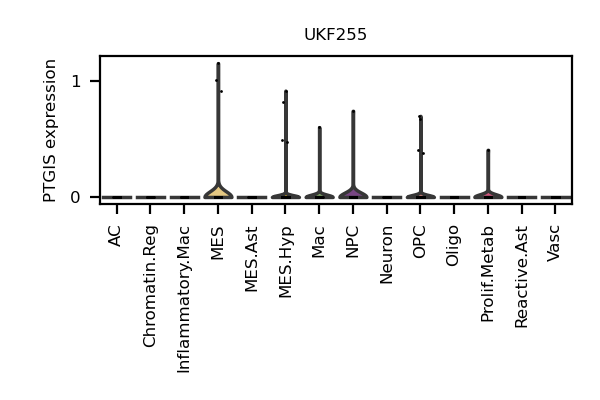 UKF255
PTGIS expression
1
0
AC
Chromatin.Reg
Inflammatory.Mac
MES
MES.Ast
MES.Hyp
Mac
NPC
Neuron
OPC
Oligo
Prolif.Metab
Reactive.Ast
Vasc